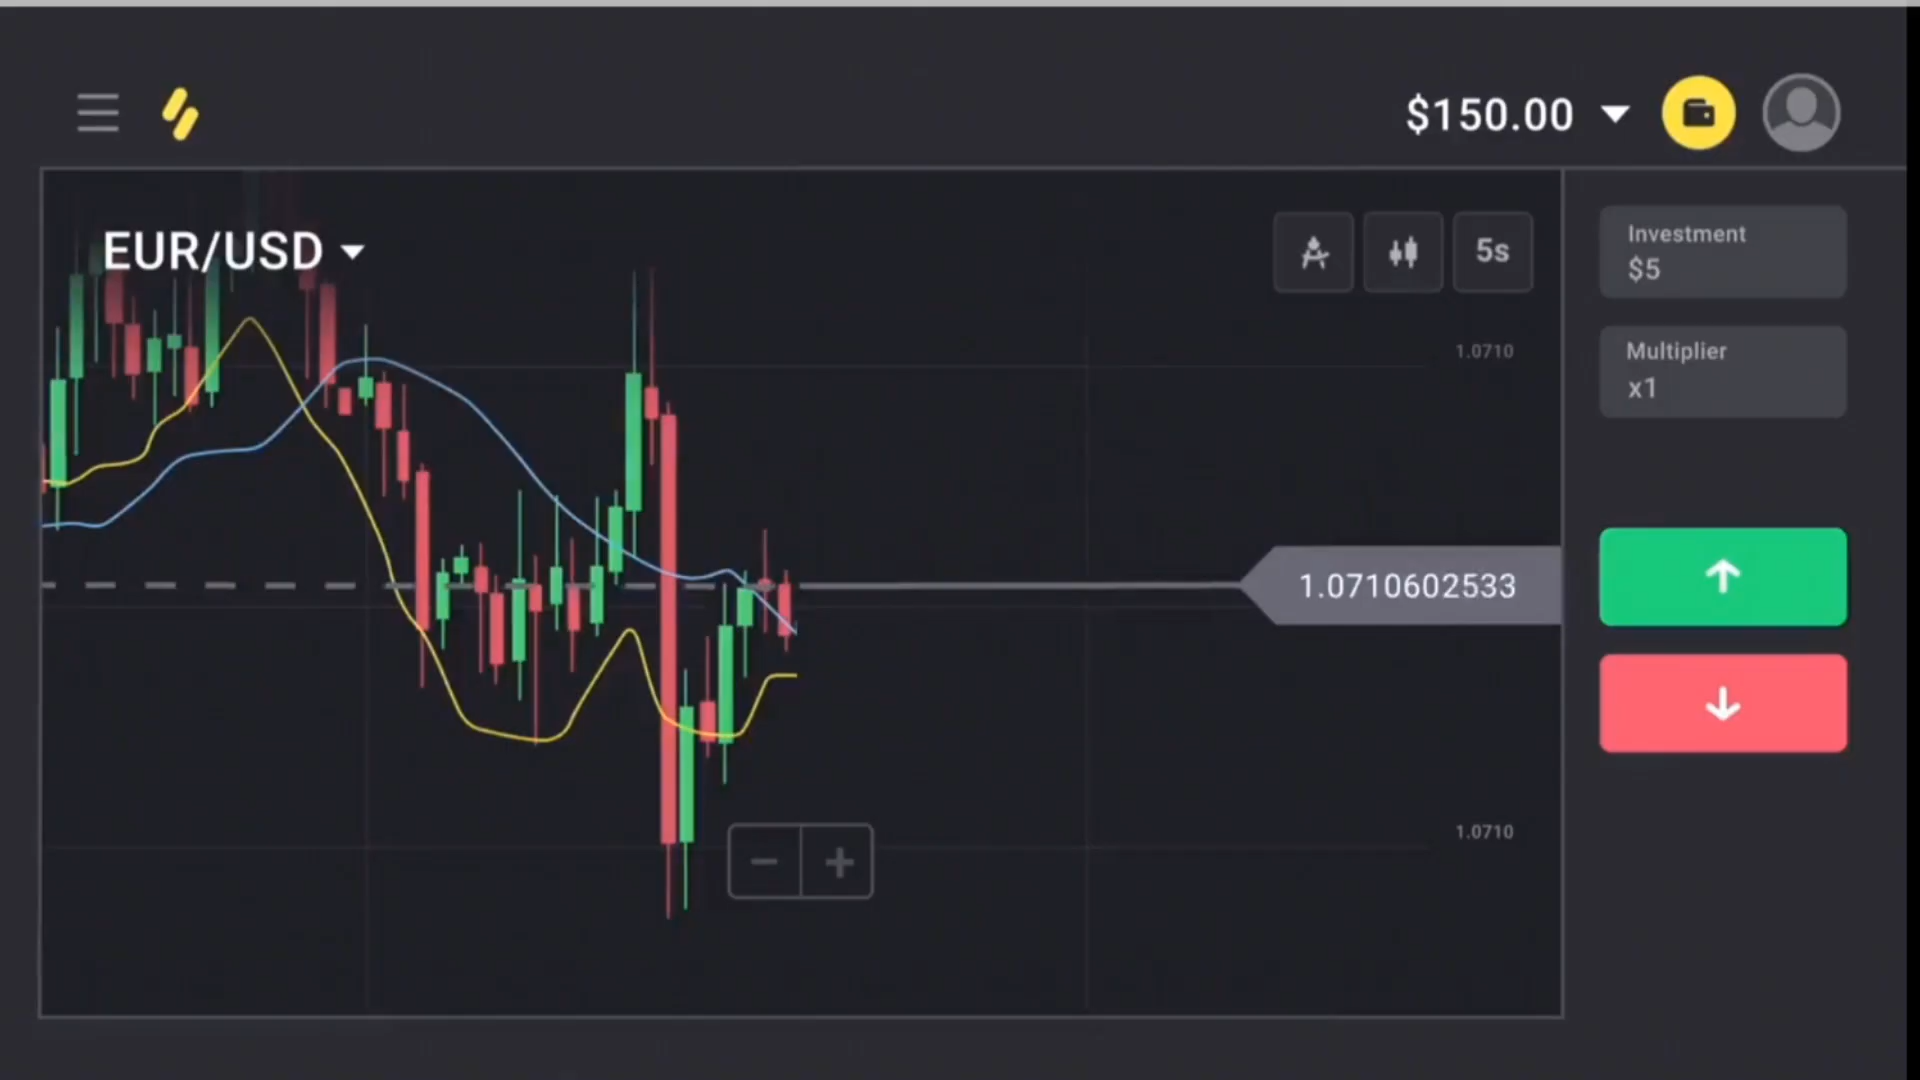 $150.00
EUR/USD
5s
Investment
$5
1.0710
Multiplier
x1
1.0710602533
1.0710